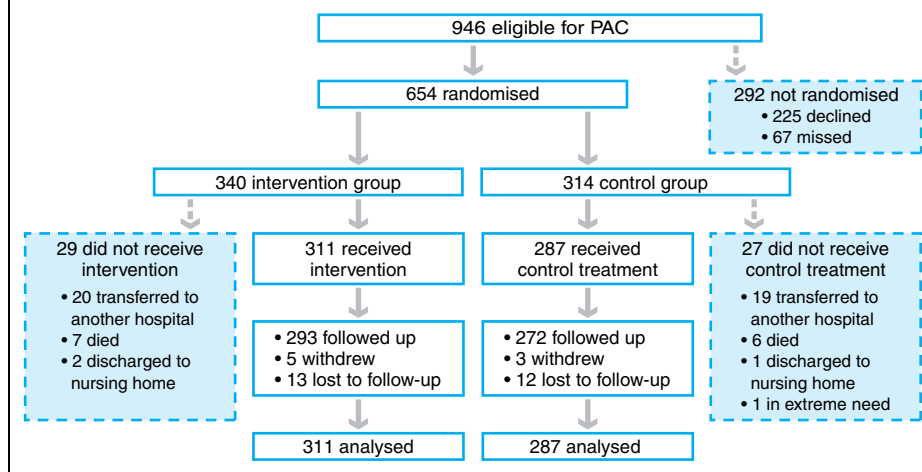 946 eligible for PAC
654 randomised
292 not randomised
• 225 declined
• 67 missed
340 intervention group
314 control group
29 did not receive
intervention
• 20 transferred to
another hospital
• 7 died
• 2 discharged to
nursing home
311 received
intervention
287 received
control treatment
27 did not receive
control treatment
• 19 transferred to
another hospital
• 6 died
• 1 discharged to
nursing home
• 1 in extreme need
• 293 followed up
• 5 withdrew
• 13 lost to follow-up
• 272 followed up
• 3 withdrew
• 12 lost to follow-up
311 analysed
287 analysed